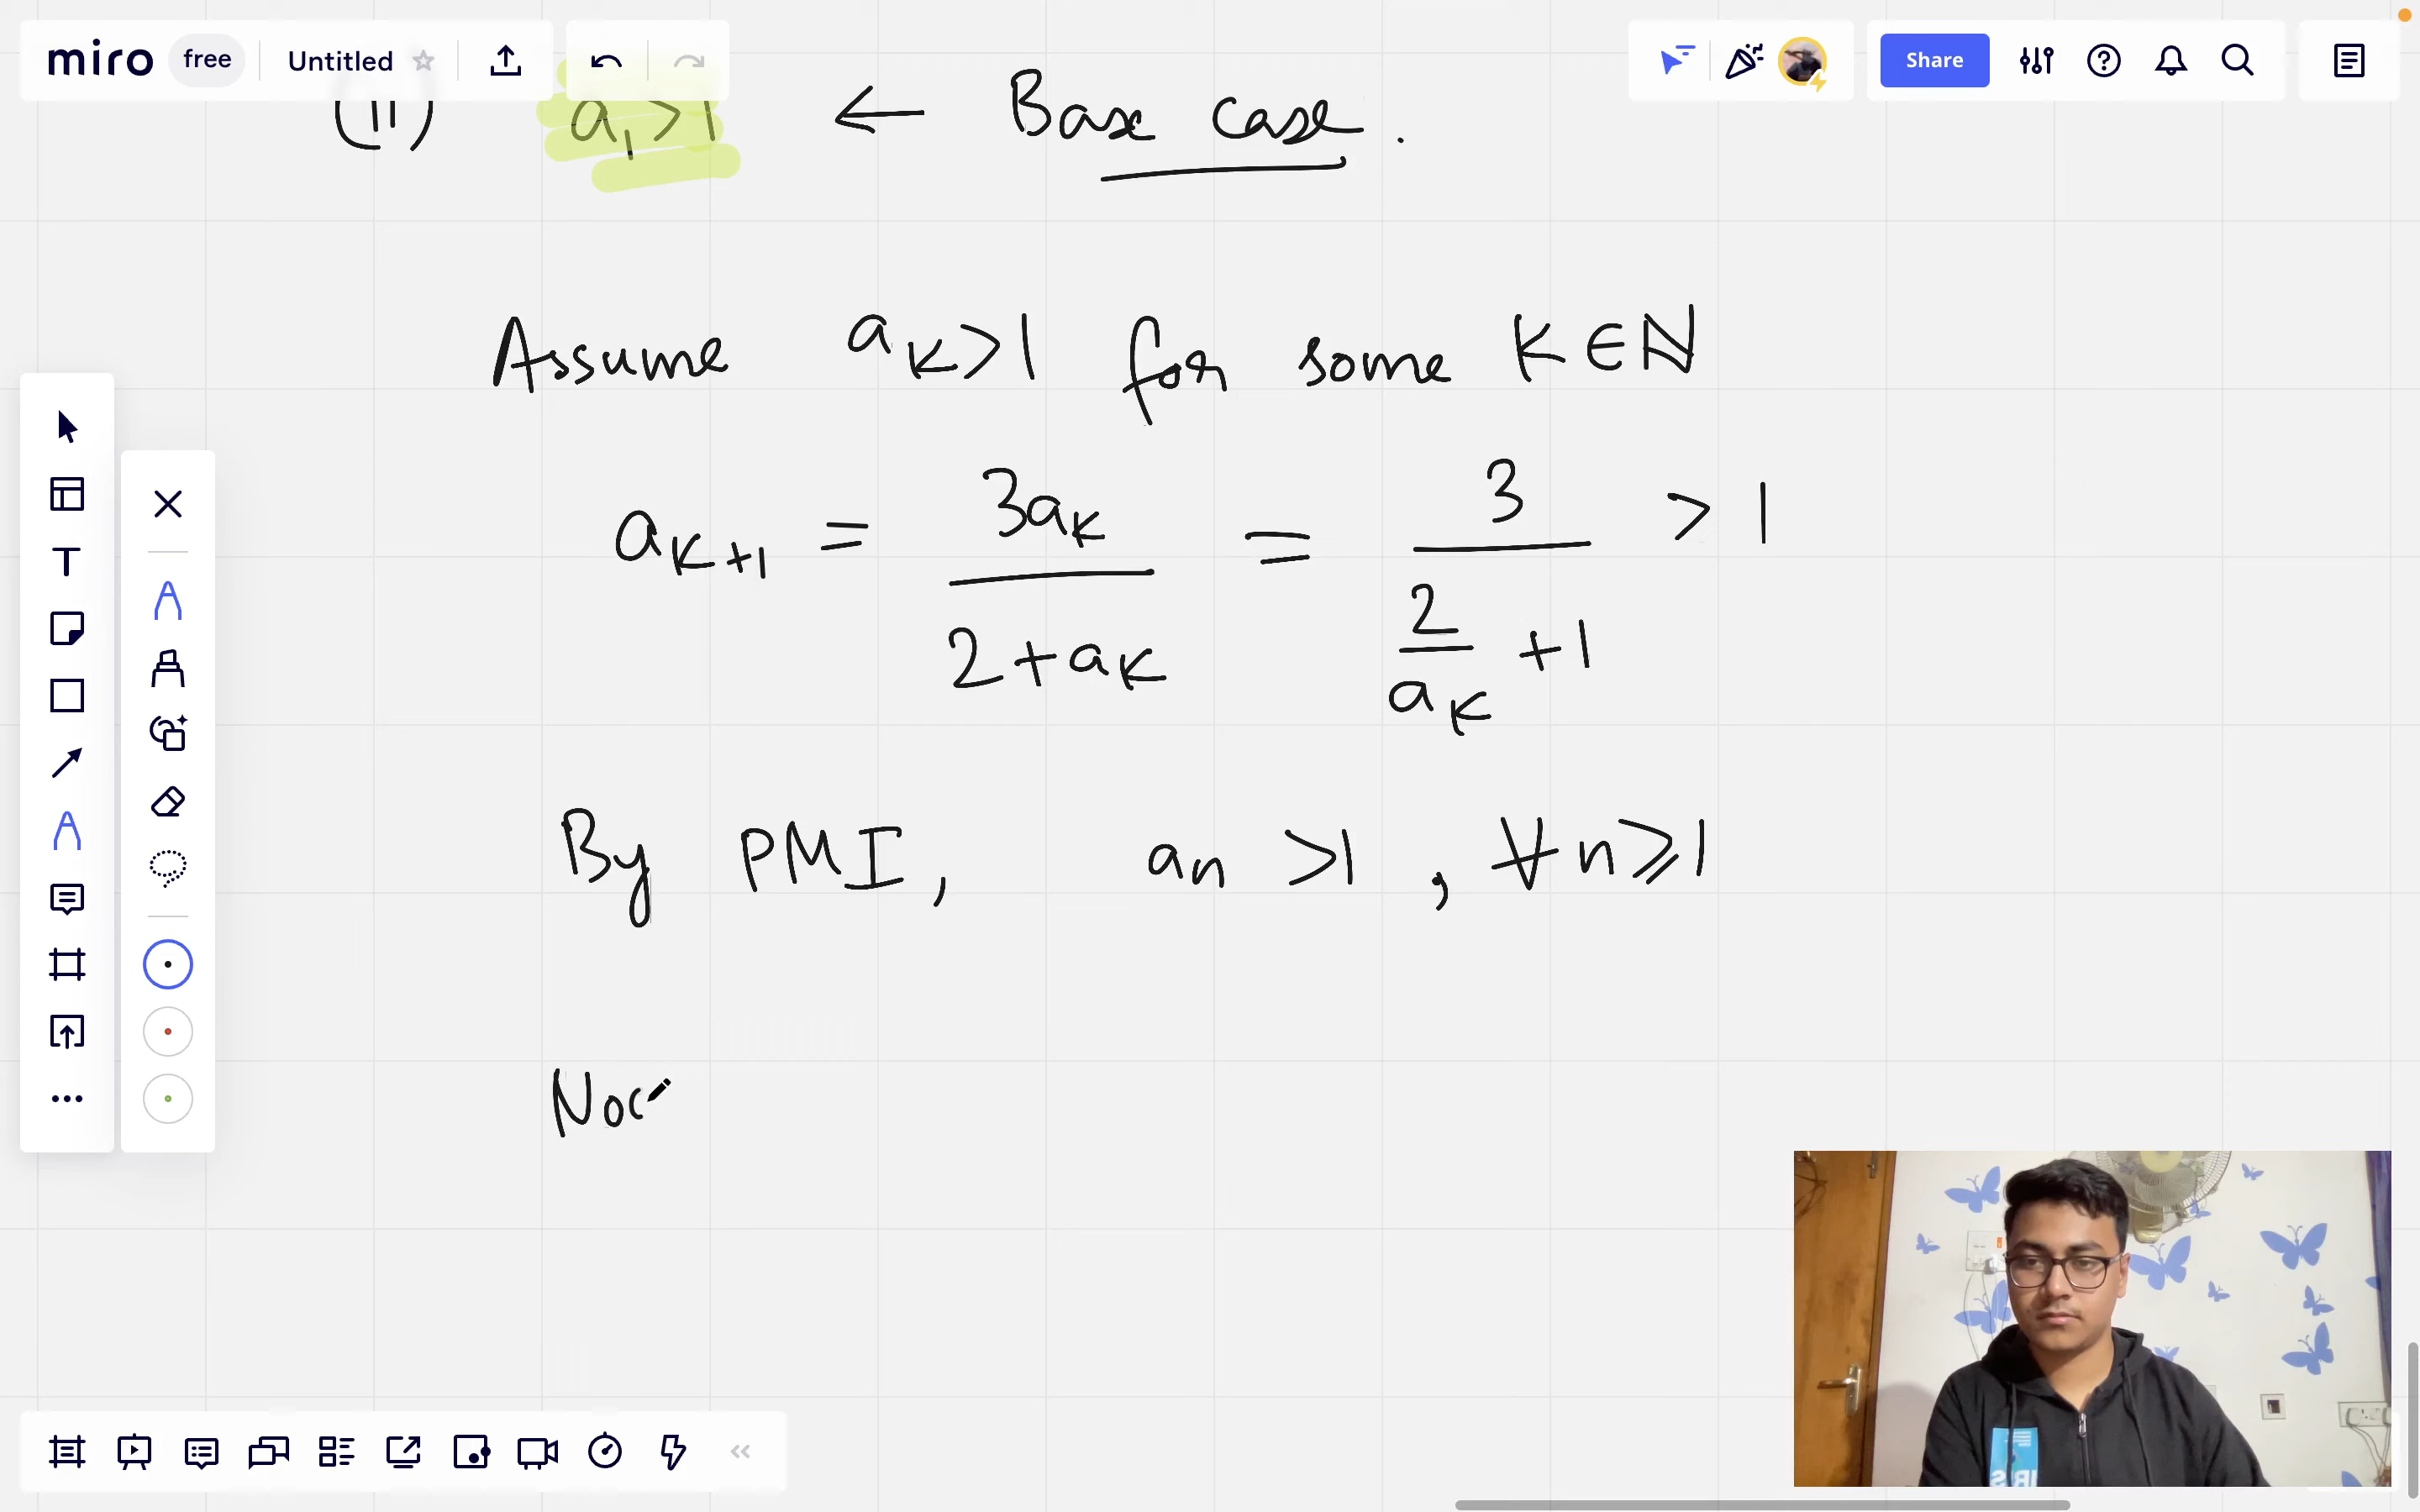 miro free Untitled Share
(II) a₁ > 1 ← Base case.
Assume a_K > 1 for some K ∈ ℕ
a_{K+1} = 3a_K / (2 + a_K) = 3 / (2/a_K + 1) > 1
By PMI, a_n > 1 , ∀ n ⩾ 1
No